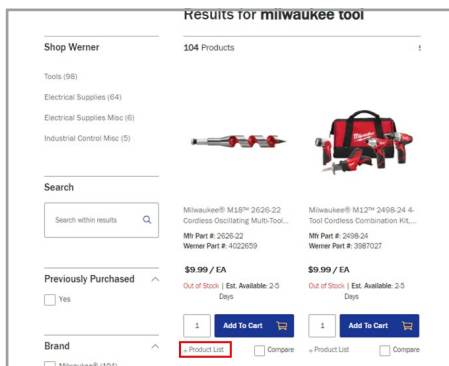 Results for milwaukee tool
Shop Werner
104 Products
Tools (98)
Electrical Supplies (64)
Electrical Supplies Misc (6)
Industrial Control Misc (5)
Search
Search within results
Previously Purchased
Yes
Brand
Milwaukee® (104)
Milwaukee® M18™ 2626-22
Cordless Oscillating Multi-Tool...
Mfr Part #: 2626-22
Werner Part #: 4022659
$9.99 / EA
Out of Stock | Est. Available: 2-5
Days
1 Add To Cart
+ Product List Compare
Milwaukee
Milwaukee® M12™ 2498-24 4-
Tool Cordless Combination Kit,...
Mfr Part #: 2498-24
Werner Part #: 3987027
$9.99 / EA
Out of Stock | Est. Available: 2-5
Days
1 Add To Cart
+ Product List Compare